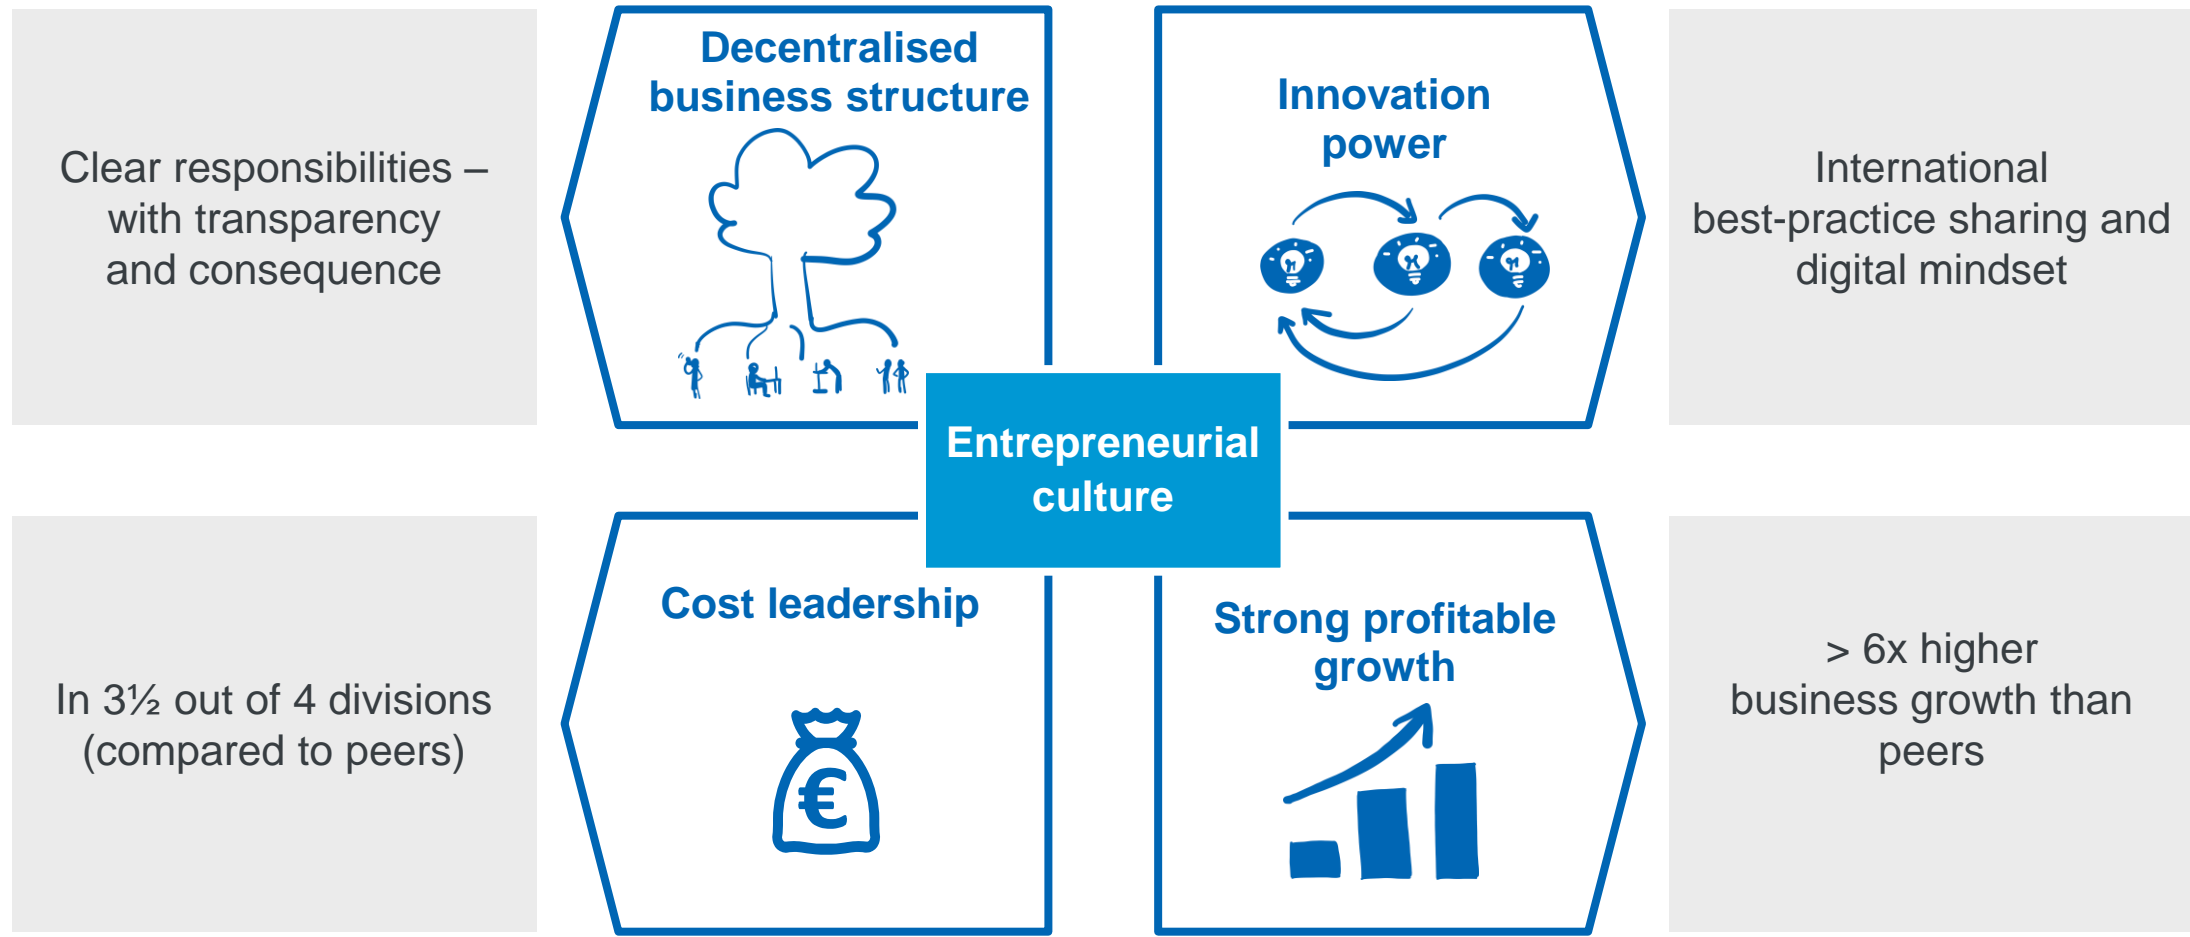 Decentralised
business structure
Clear responsibilities –
with transparency
and consequence
Innovation
power
International
best-practice sharing and
digital mindset
Entrepreneurial
culture
Cost leadership
€
In 3½ out of 4 divisions
(compared to peers)
Strong profitable
growth
> 6x higher
business growth than
peers